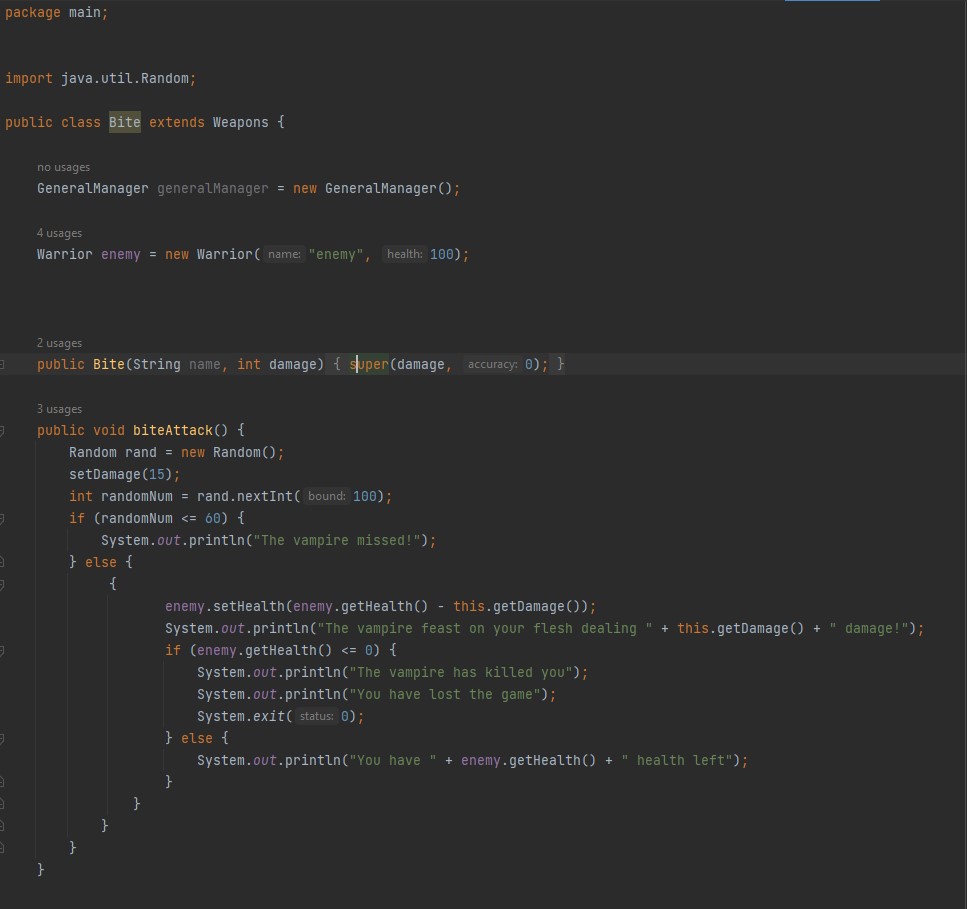 package main;
import java.util.Random;
public class Bite extends Weapons {
no usages
GeneralManager generalManager = new GeneralManager();
4 usages
Warrior enemy = new Warrior( name: "enemy", health: 100);
2 usages
public Bite(String name, int damage) { super(damage, accuracy: 0); }
3 usages
public void biteAttack() {
Random rand = new Random();
setDamage(15);
int randomNum = rand.nextInt( bound: 100);
if (randomNum <= 60) {
System.out.println("The vampire missed!");
} else {
{
enemy.setHealth(enemy.getHealth() - this.getDamage());
System.out.println("The vampire feast on your flesh dealing " + this.getDamage() + " damage!");
if (enemy.getHealth() <= 0) {
System.out.println("The vampire has killed you");
System.out.println("You have lost the game");
System.exit( status: 0);
} else {
System.out.println("You have " + enemy.getHealth() + " health left");
}
}
}
}
}